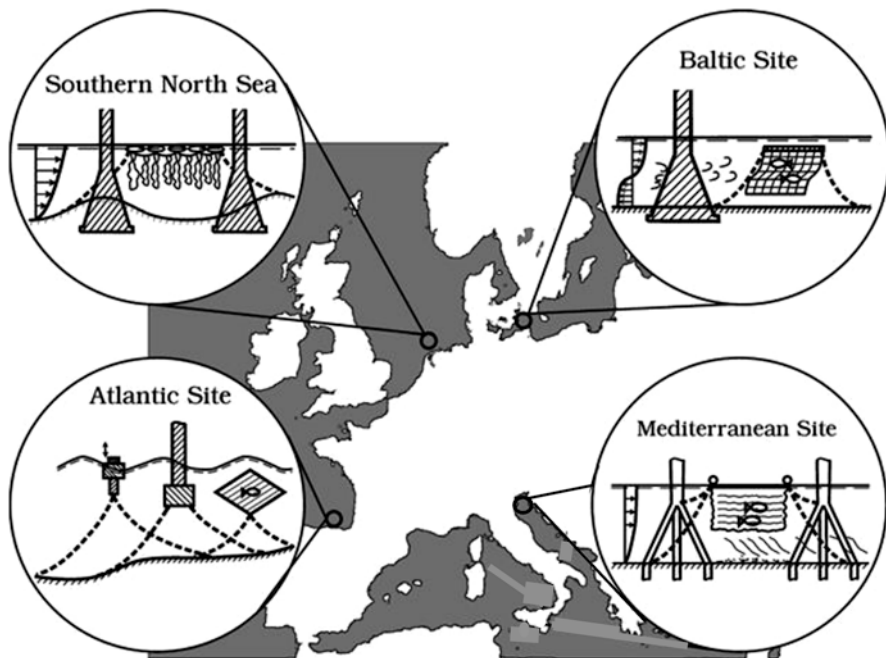 Southern North Sea
Baltic Site
Atlantic Site
Mediterranean Site